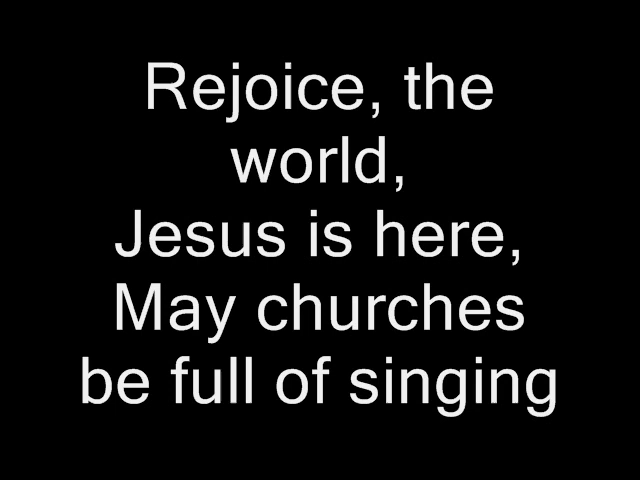 Rejoice, the
world,
Jesus is here,
May churches
be full of singing